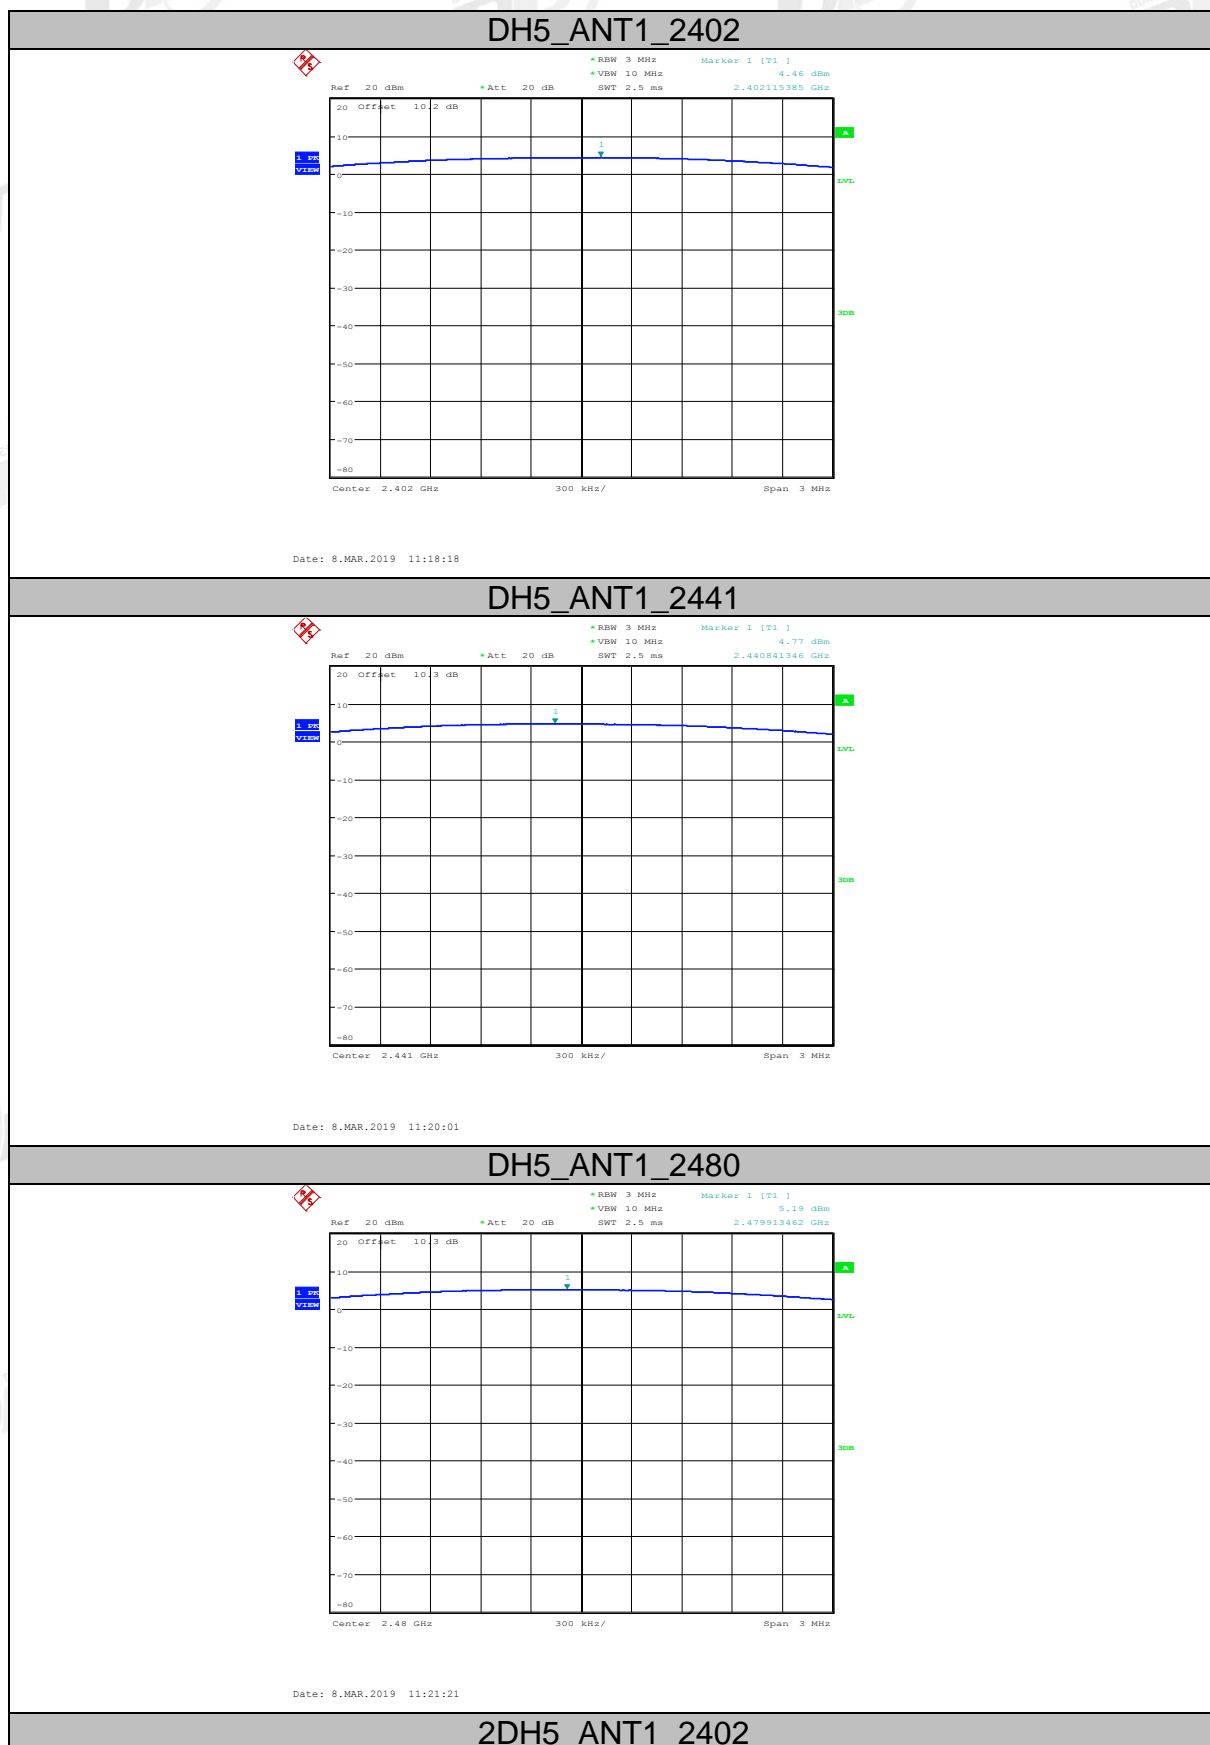 DH5_ANT1_2402
R S
*RBW 3 MHz Marker 1 [T1 ]
*VBW 10 MHz 4.46 dBm
Ref 20 dBm *Att 20 dB SWT 2.5 ms 2.402115385 GHz
20 Offset 10.2 dB
A
10
1
1 PK
VIEW
0
LVL
-10
-20
-30
3DB
-40
-50
-60
-70
-80
Center 2.402 GHz 300 kHz/ Span 3 MHz
Date: 8.MAR.2019 11:18:18
DH5_ANT1_2441
R S
*RBW 3 MHz Marker 1 [T1 ]
*VBW 10 MHz 4.77 dBm
Ref 20 dBm *Att 20 dB SWT 2.5 ms 2.440841346 GHz
20 Offset 10.3 dB
A
10
1
1 PK
VIEW
0
LVL
-10
-20
-30
3DB
-40
-50
-60
-70
-80
Center 2.441 GHz 300 kHz/ Span 3 MHz
Date: 8.MAR.2019 11:20:01
DH5_ANT1_2480
R S
*RBW 3 MHz Marker 1 [T1 ]
*VBW 10 MHz 5.19 dBm
Ref 20 dBm *Att 20 dB SWT 2.5 ms 2.479913462 GHz
20 Offset 10.3 dB
A
10
1
1 PK
VIEW
0
LVL
-10
-20
-30
3DB
-40
-50
-60
-70
-80
Center 2.48 GHz 300 kHz/ Span 3 MHz
Date: 8.MAR.2019 11:21:21
2DH5_ANT1_2402